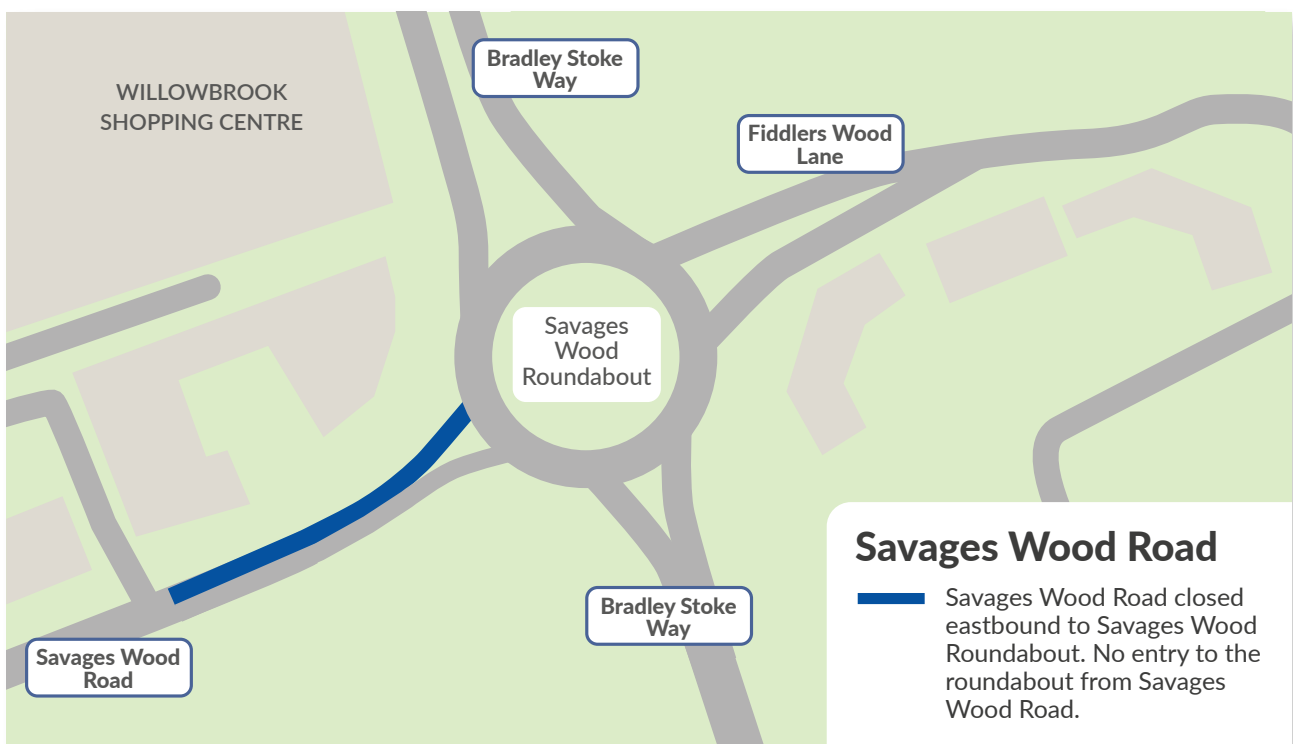 Bradley Stoke
Way
WILLOWBROOK
SHOPPING CENTRE
Fiddlers Wood
Lane
Savages
Wood
Roundabout
Savages Wood Road
Savages Wood Road closed
eastbound to Savages Wood
Roundabout. No entry to the
roundabout from Savages
Wood Road.
Bradley Stoke
Way
Savages Wood
Road